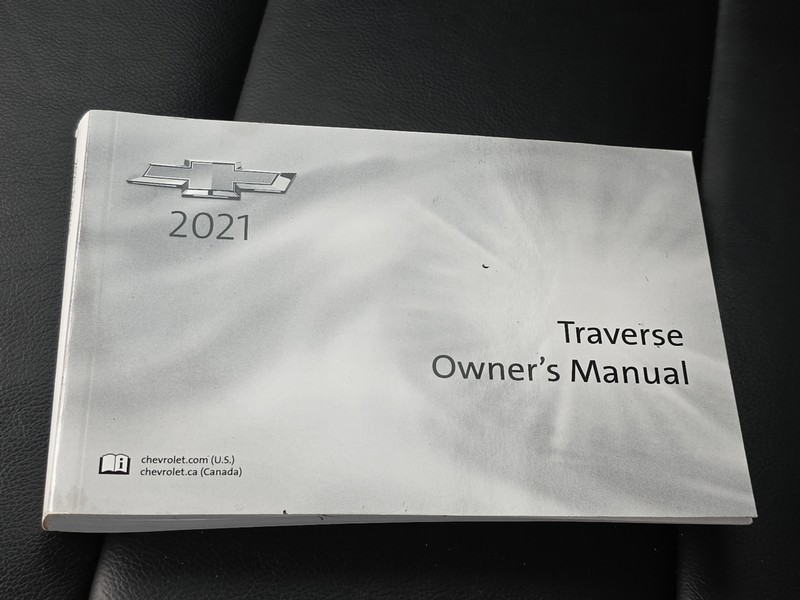 2021
Traverse
Owner's Manual
chevrolet.com (U.S.)
chevrolet.ca (Canada)